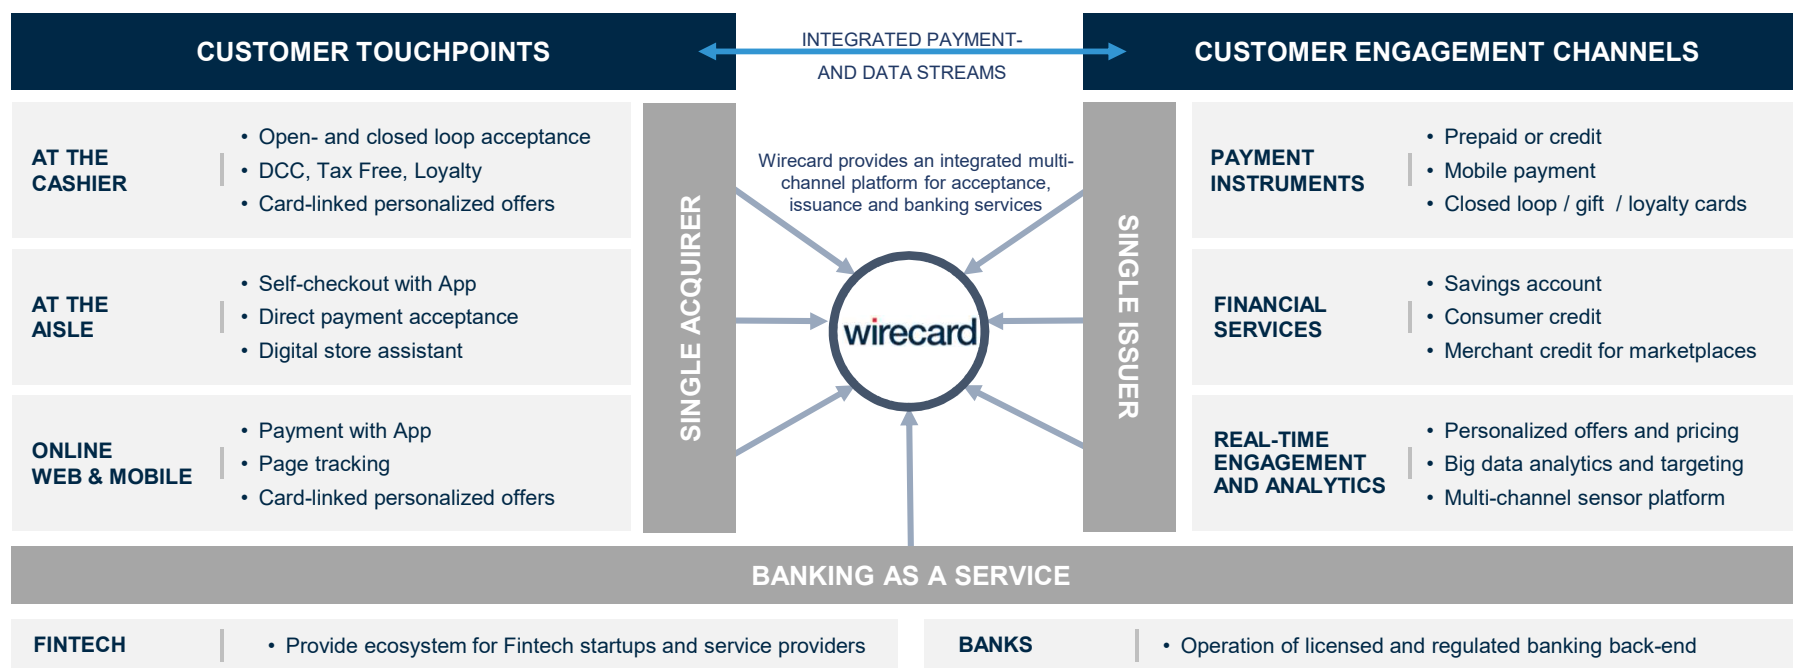 CUSTOMER TOUCHPOINTS
INTEGRATED PAYMENT-
AND DATA STREAMS
CUSTOMER ENGAGEMENT CHANNELS
AT THE
CASHIER
• Open- and closed loop acceptance
• DCC, Tax Free, Loyalty
• Card-linked personalized offers
AT THE
AISLE
• Self-checkout with App
• Direct payment acceptance
• Digital store assistant
ONLINE
WEB & MOBILE
• Payment with App
• Page tracking
• Card-linked personalized offers
SINGLE ACQUIRER
Wirecard provides an integrated multi-
channel platform for acceptance,
issuance and banking services
wirecard
SINGLE ISSUER
PAYMENT
INSTRUMENTS
• Prepaid or credit
• Mobile payment
• Closed loop / gift / loyalty cards
FINANCIAL
SERVICES
• Savings account
• Consumer credit
• Merchant credit for marketplaces
REAL-TIME
ENGAGEMENT
AND ANALYTICS
• Personalized offers and pricing
• Big data analytics and targeting
• Multi-channel sensor platform
BANKING AS A SERVICE
FINTECH
• Provide ecosystem for Fintech startups and service providers
BANKS
• Operation of licensed and regulated banking back-end